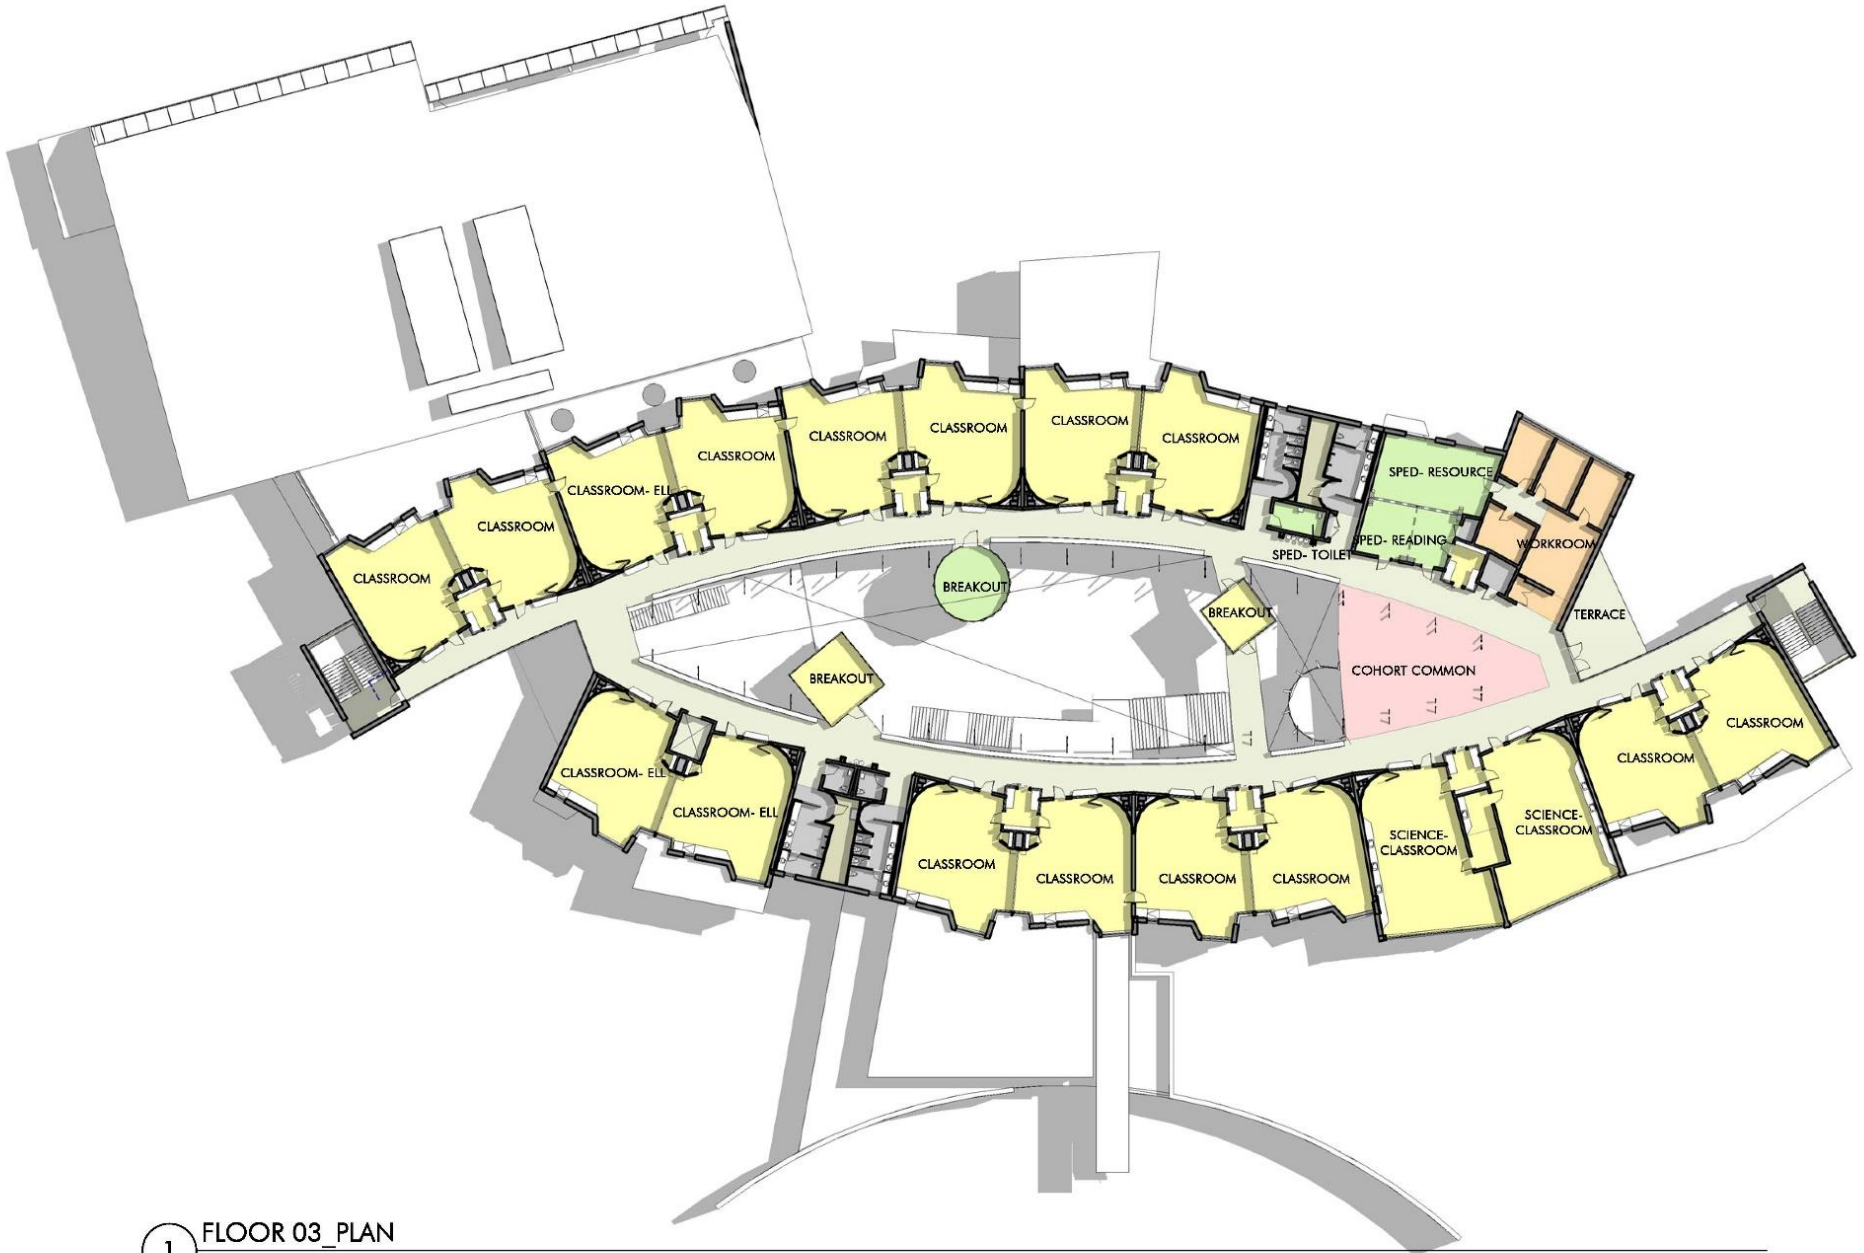 CLASSROOM
CLASSROOM
CLASSROOM
CLASSROOM
CLASSROOM
CLASSROOM
SPED- RESOURCE
CLASSROOM- ELL
CLASSROOM
SPED- READING
WORKROOM
SPED- TOILET
CLASSROOM
BREAKOUT
BREAKOUT
TERRACE
COHORT COMMON
BREAKOUT
CLASSROOM
CLASSROOM
CLASSROOM- ELL
CLASSROOM- ELL
SCIENCE-
CLASSROOM
SCIENCE-
CLASSROOM
CLASSROOM
CLASSROOM
CLASSROOM
CLASSROOM
1
FLOOR 03_PLAN